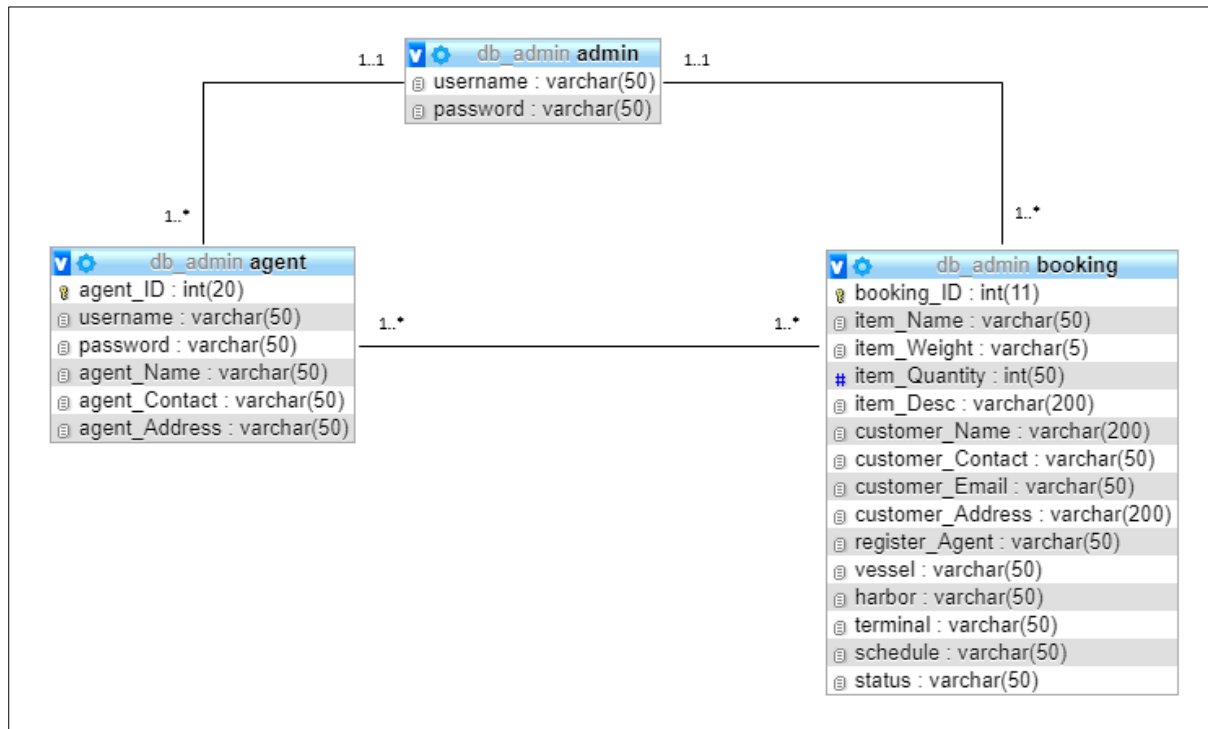 1..1
v db_admin admin
1..1
username : varchar(50)
password : varchar(50)
1..*
1..*
v db_admin agent
agent_ID : int(20)
username : varchar(50)
password : varchar(50)
agent_Name : varchar(50)
agent_Contact : varchar(50)
agent_Address : varchar(50)
1..*
1..*
v db_admin booking
booking_ID : int(11)
item_Name : varchar(50)
item_Weight : varchar(5)
# item_Quantity : int(50)
item_Desc : varchar(200)
customer_Name : varchar(200)
customer_Contact : varchar(50)
customer_Email : varchar(50)
customer_Address : varchar(200)
register_Agent : varchar(50)
vessel : varchar(50)
harbor : varchar(50)
terminal : varchar(50)
schedule : varchar(50)
status : varchar(50)